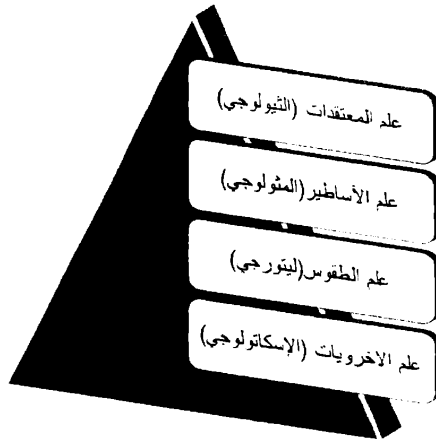 علم المعتقدات (الثيولوجي)
علم الأساطير (المثولوجي)
علم الطقوس(ليتورجي)
علم الاخرويات (الإسكاتولوجي)